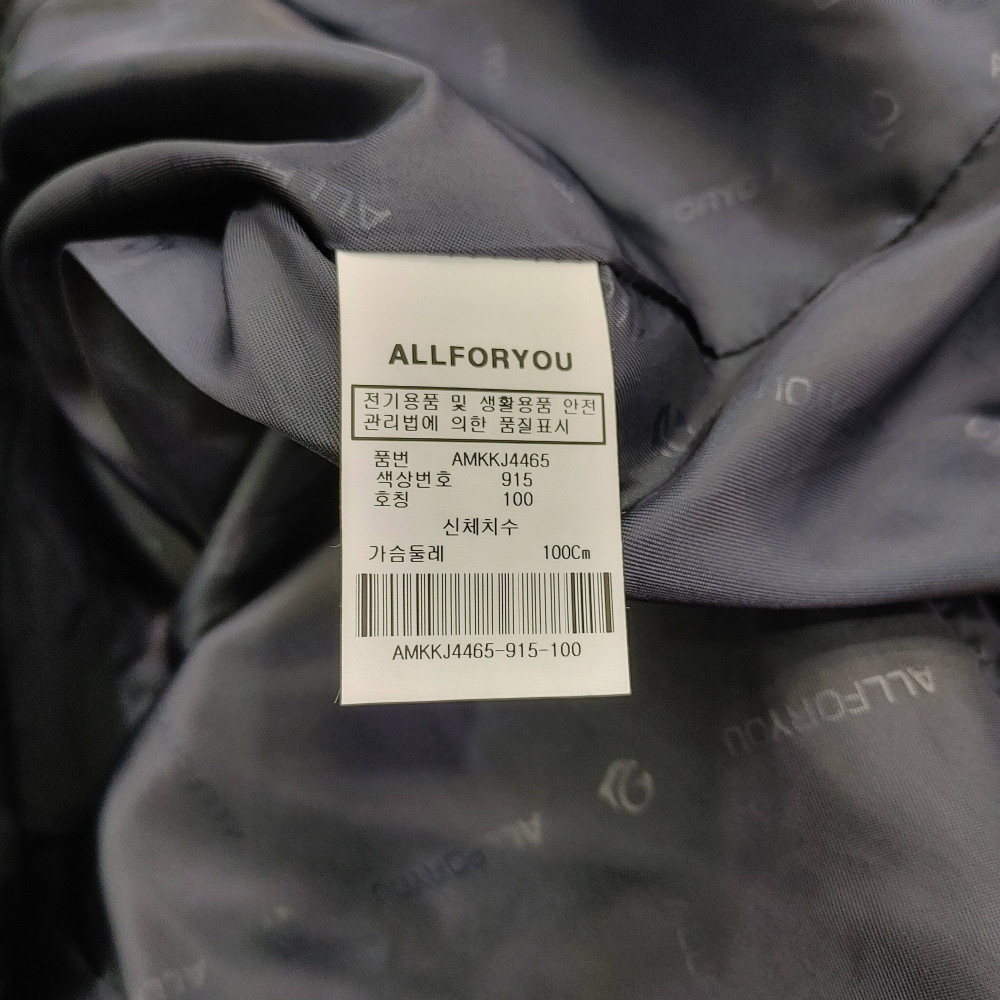 ALLFORYOU
전기용품 및 생활용품 안전
관리법에 의한 품질표시
품번 AMKKJ4465
색상번호 915
호칭 100
신체치수
가슴둘레 100Cm
AMKKJ4465-915-100
ALLFORYOU